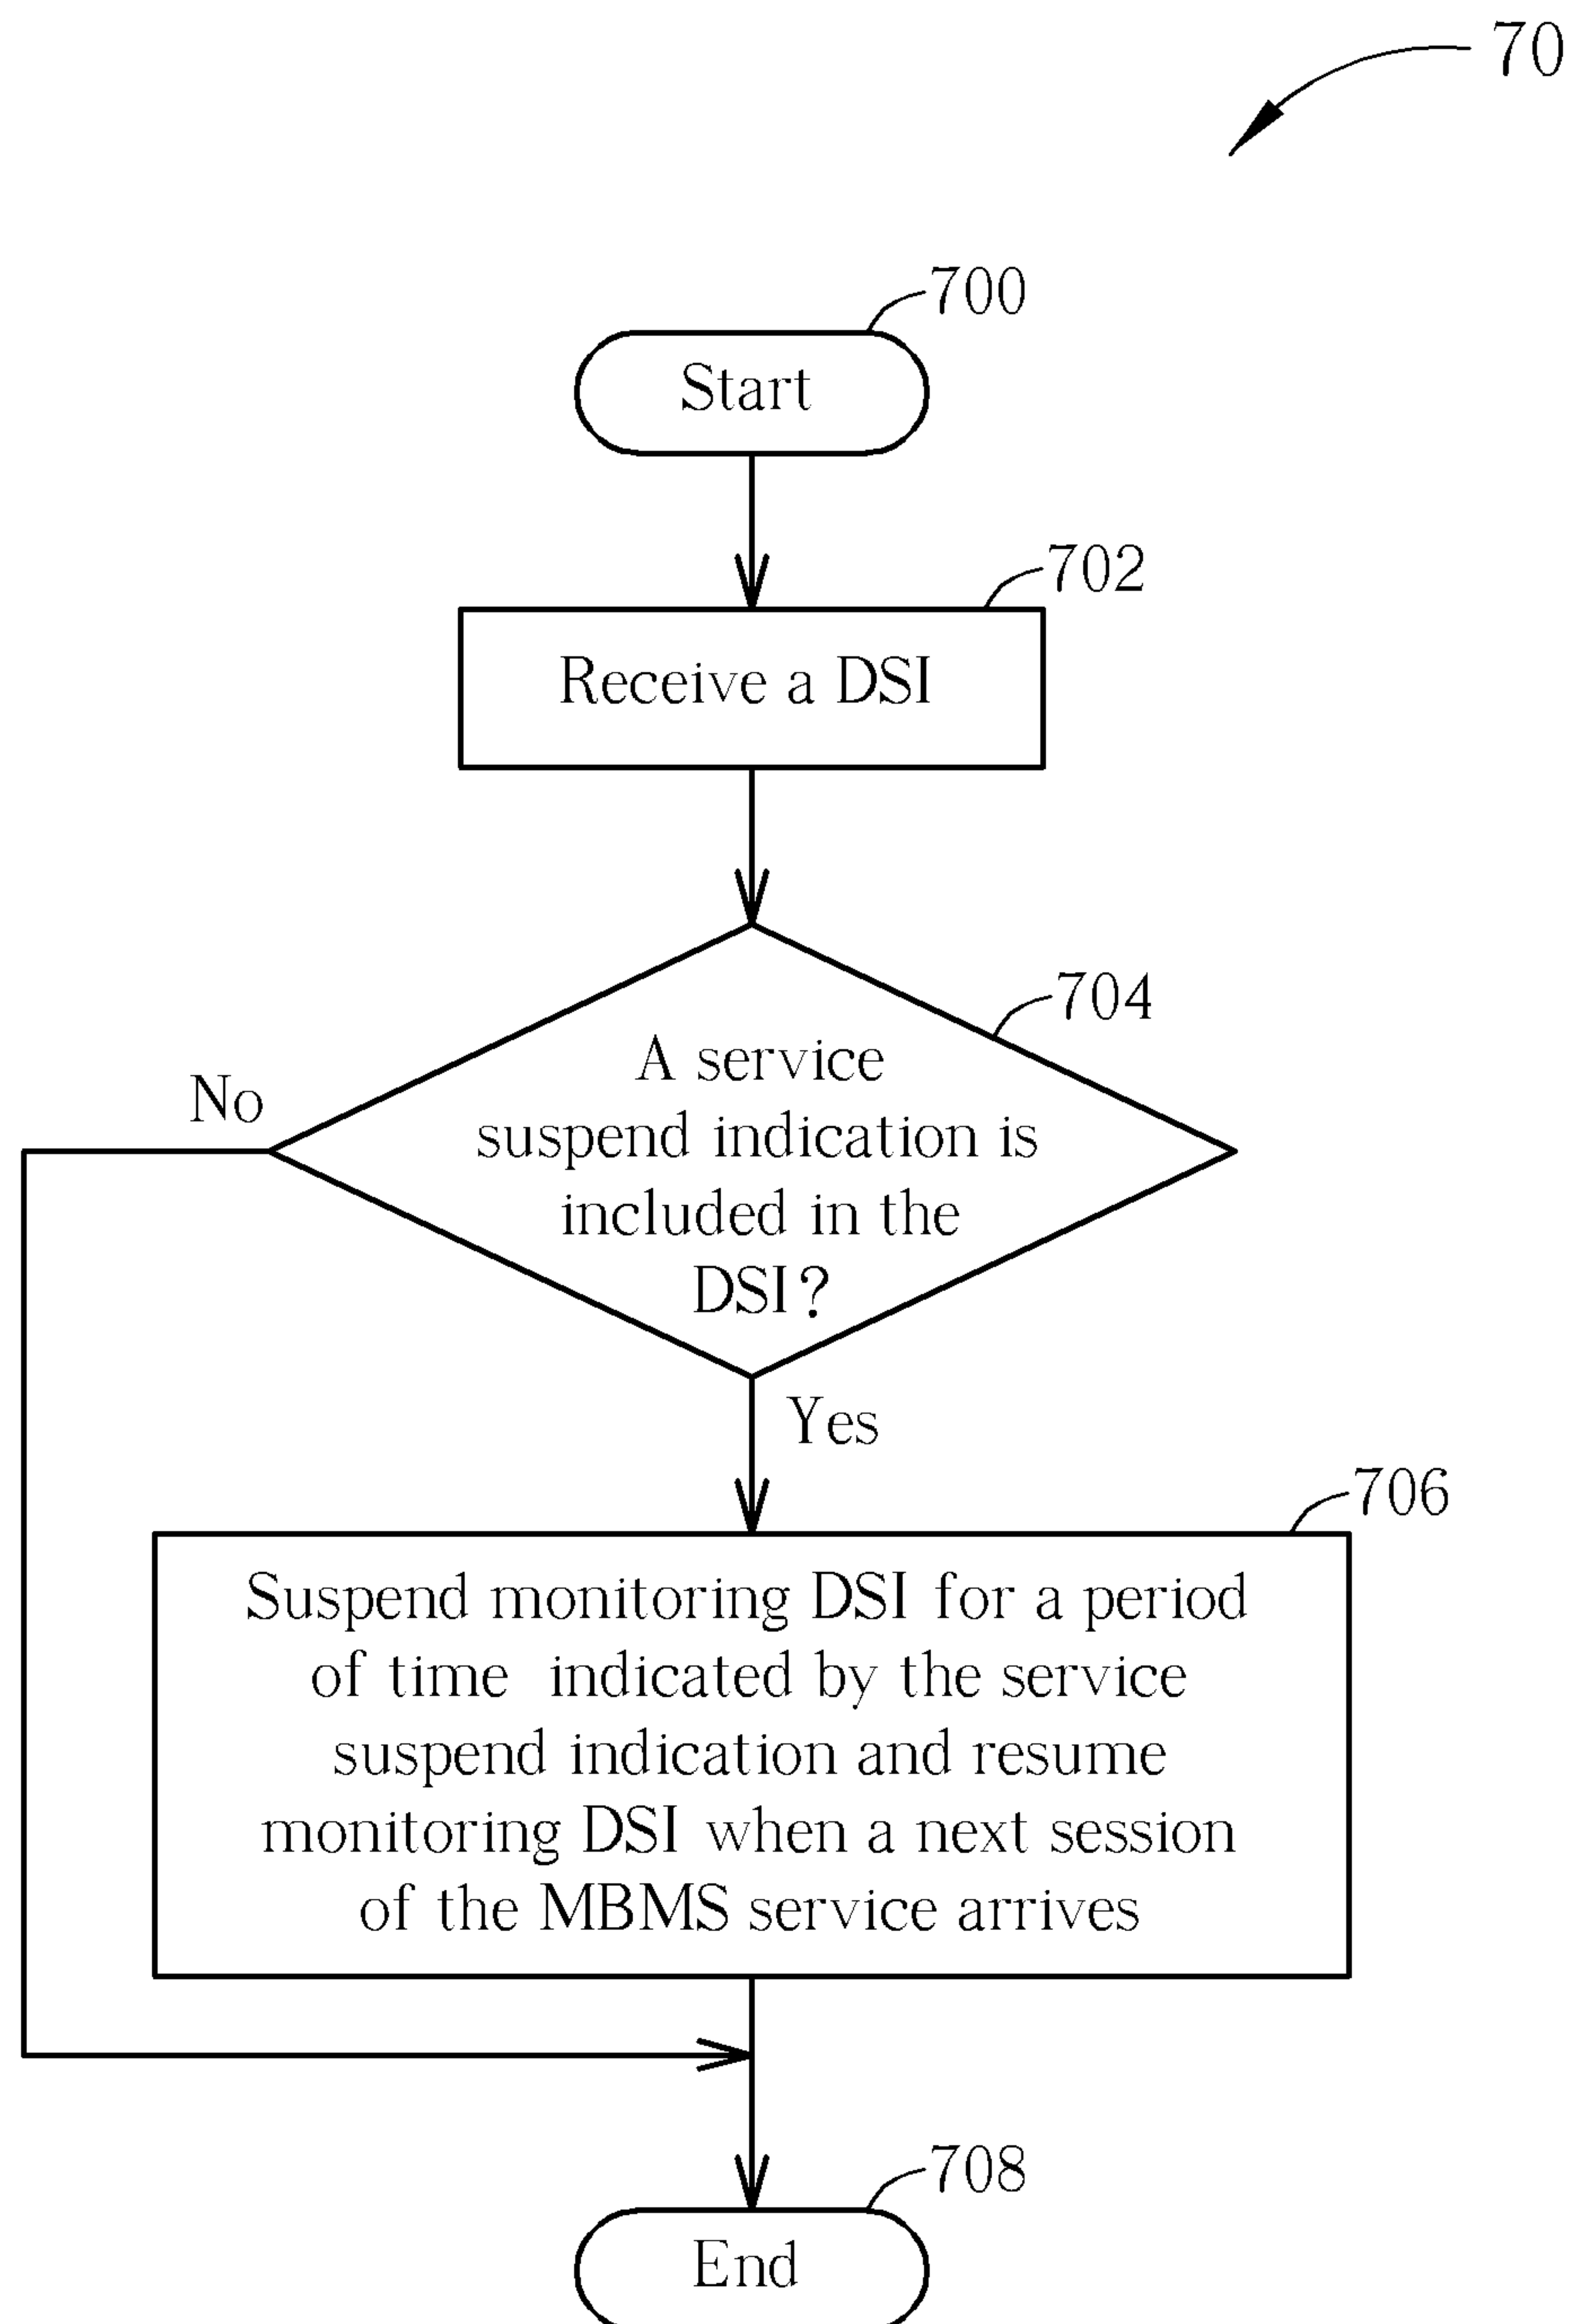 70
700
Start
702
Receive a DSI
704
A service
suspend indication is
included in the
DSI?
No
Yes
706
Suspend monitoring DSI for a period
of time indicated by the service
suspend indication and resume
monitoring DSI when a next session
of the MBMS service arrives
708
End